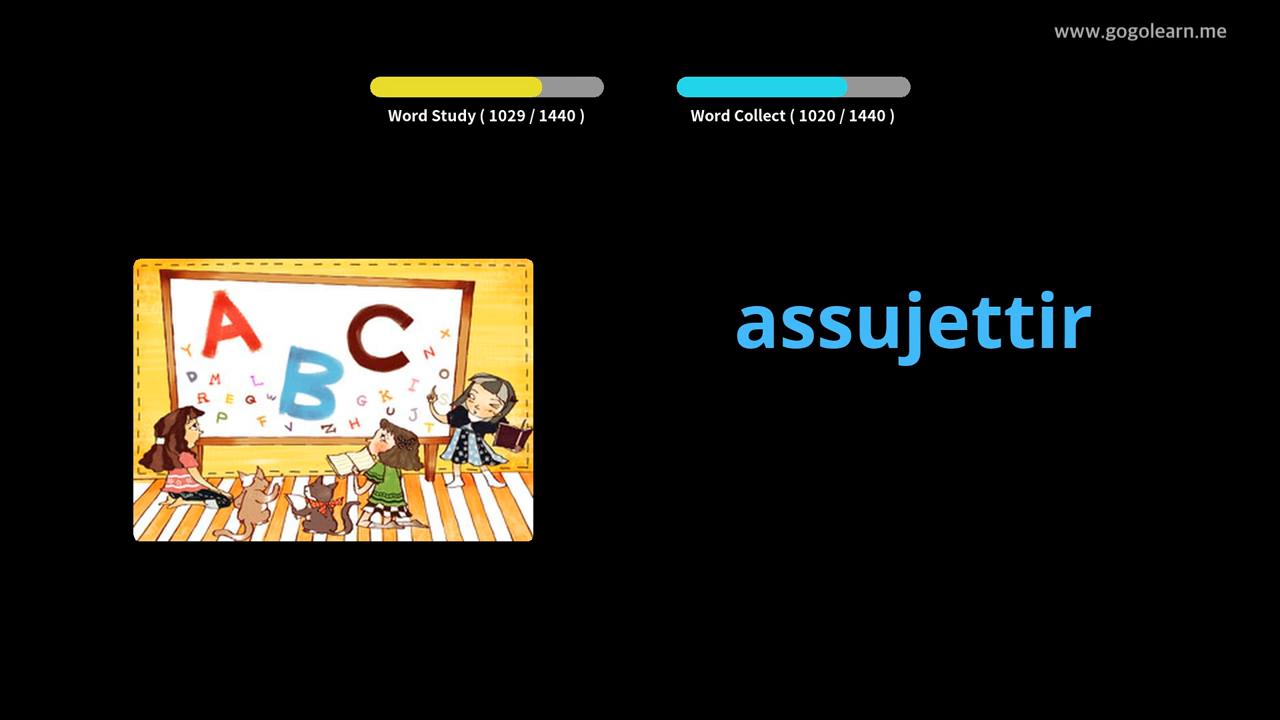 www.gogolearn.me
Word Study ( 1029 / 1440 )
Word Collect ( 1020 / 1440 )
assujettir
A B C
Y X N
D M L I O
R E Q W G K S
P F V Z H U J T